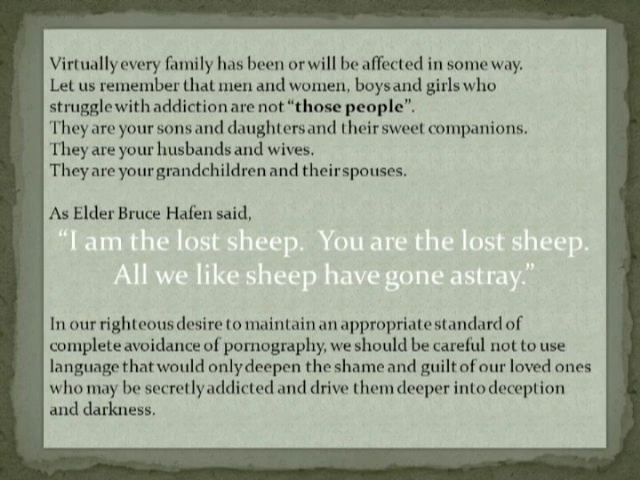 Virtually every family has been or will be affected in some way.
Let us remember that men and women, boys and girls who
struggle with addiction are not "those people".
They are your sons and daughters and their sweet companions.
They are your husbands and wives.
They are your grandchildren and their spouses.
As Elder Bruce Hafen said,
"I am the lost sheep. You are the lost sheep.
All we like sheep have gone astray."
In our righteous desire to maintain an appropriate standard of
complete avoidance of pornography, we should be careful not to use
language that would only deepen the shame and guilt of our loved ones
who may be secretly addicted and drive them deeper into deception
and darkness.